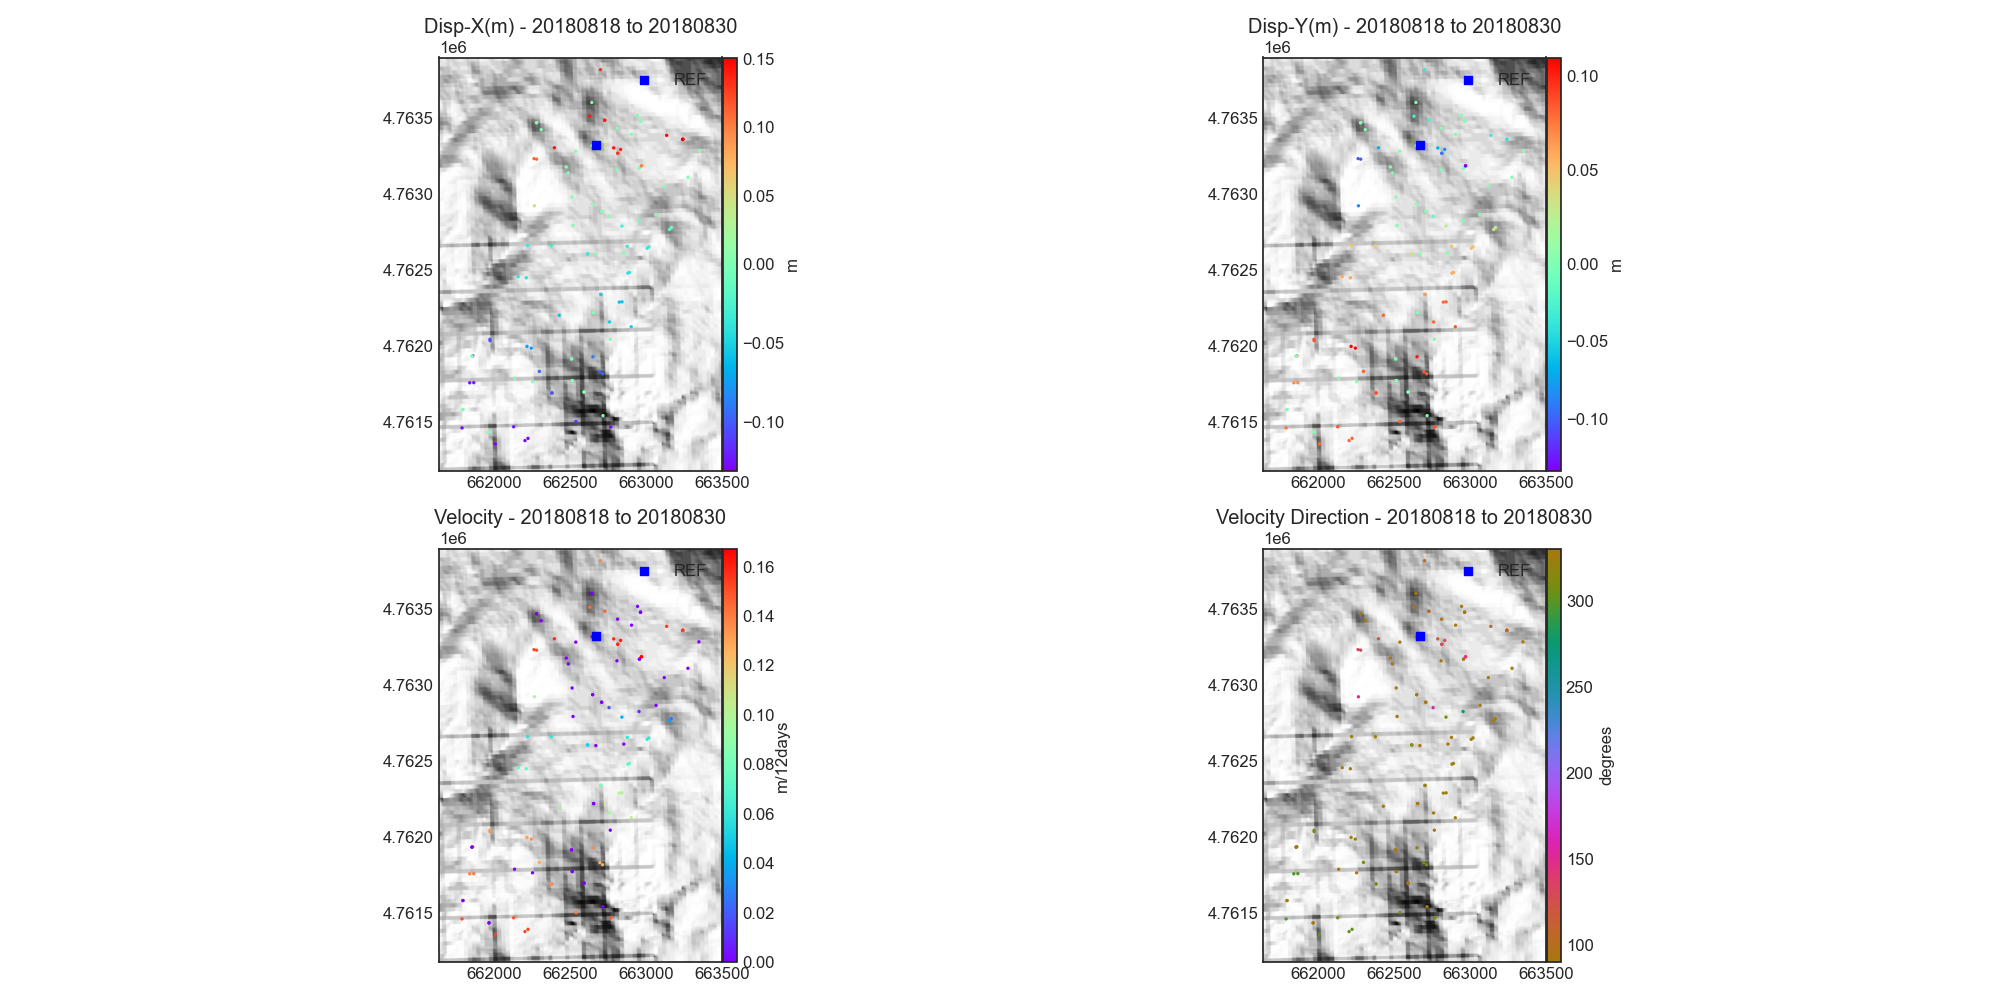 Disp-X(m) - 20180818 to 20180830
1e6
REF
4.7635
4.7630
4.7625
4.7620
4.7615
662000 662500 663000 663500
0.15
0.10
0.05
0.00
−0.05
−0.10
m
Disp-Y(m) - 20180818 to 20180830
1e6
REF
4.7635
4.7630
4.7625
4.7620
4.7615
662000 662500 663000 663500
0.10
0.05
0.00
−0.05
−0.10
m
Velocity - 20180818 to 20180830
1e6
REF
4.7635
4.7630
4.7625
4.7620
4.7615
662000 662500 663000 663500
0.16
0.14
0.12
0.10
0.08
0.06
0.04
0.02
0.00
m/12days
Velocity Direction - 20180818 to 20180830
1e6
REF
4.7635
4.7630
4.7625
4.7620
4.7615
662000 662500 663000 663500
300
250
200
150
100
degrees